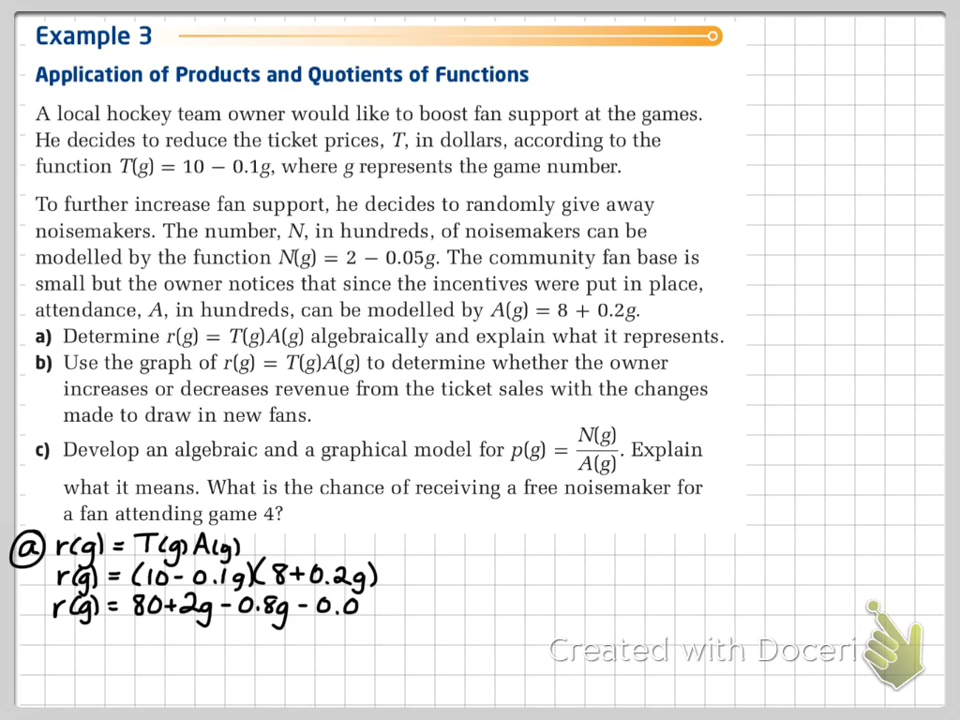 Example 3
Application of Products and Quotients of Functions
A local hockey team owner would like to boost fan support at the games.
He decides to reduce the ticket prices, T, in dollars, according to the
function T(g) = 10 − 0.1g, where g represents the game number.
To further increase fan support, he decides to randomly give away
noisemakers. The number, N, in hundreds, of noisemakers can be
modelled by the function N(g) = 2 − 0.05g. The community fan base is
small but the owner notices that since the incentives were put in place,
attendance, A, in hundreds, can be modelled by A(g) = 8 + 0.2g.
a) Determine r(g) = T(g)A(g) algebraically and explain what it represents.
b) Use the graph of r(g) = T(g)A(g) to determine whether the owner
increases or decreases revenue from the ticket sales with the changes
made to draw in new fans.
c) Develop an algebraic and a graphical model for p(g) = N(g)/A(g). Explain
what it means. What is the chance of receiving a free noisemaker for
a fan attending game 4?
a r(g) = T(g) A(g)
r(g) = (10 - 0.1g)(8+0.2g)
r(g) = 80+2g - 0.8g - 0.0
Created with Doceri